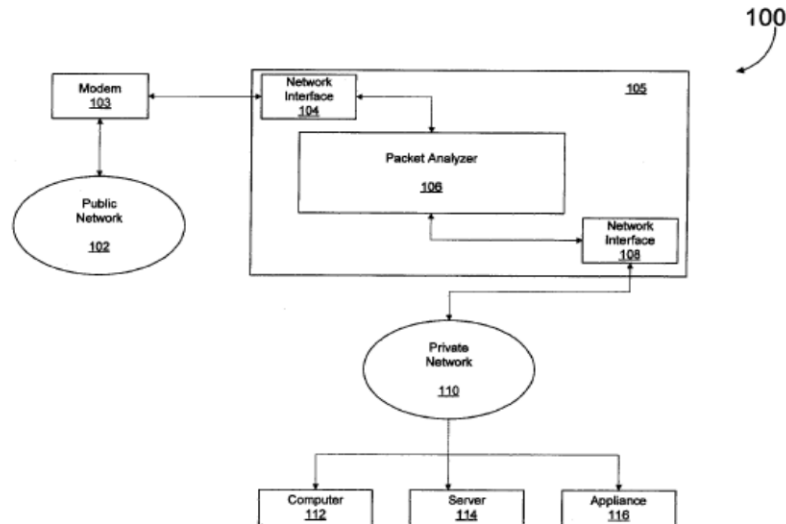 100
Modem
103
Network
Interface
104
105
Packet Analyzer
106
Public
Network
102
Network
Interface
108
Private
Network
110
Computer
112
Server
114
Appliance
116